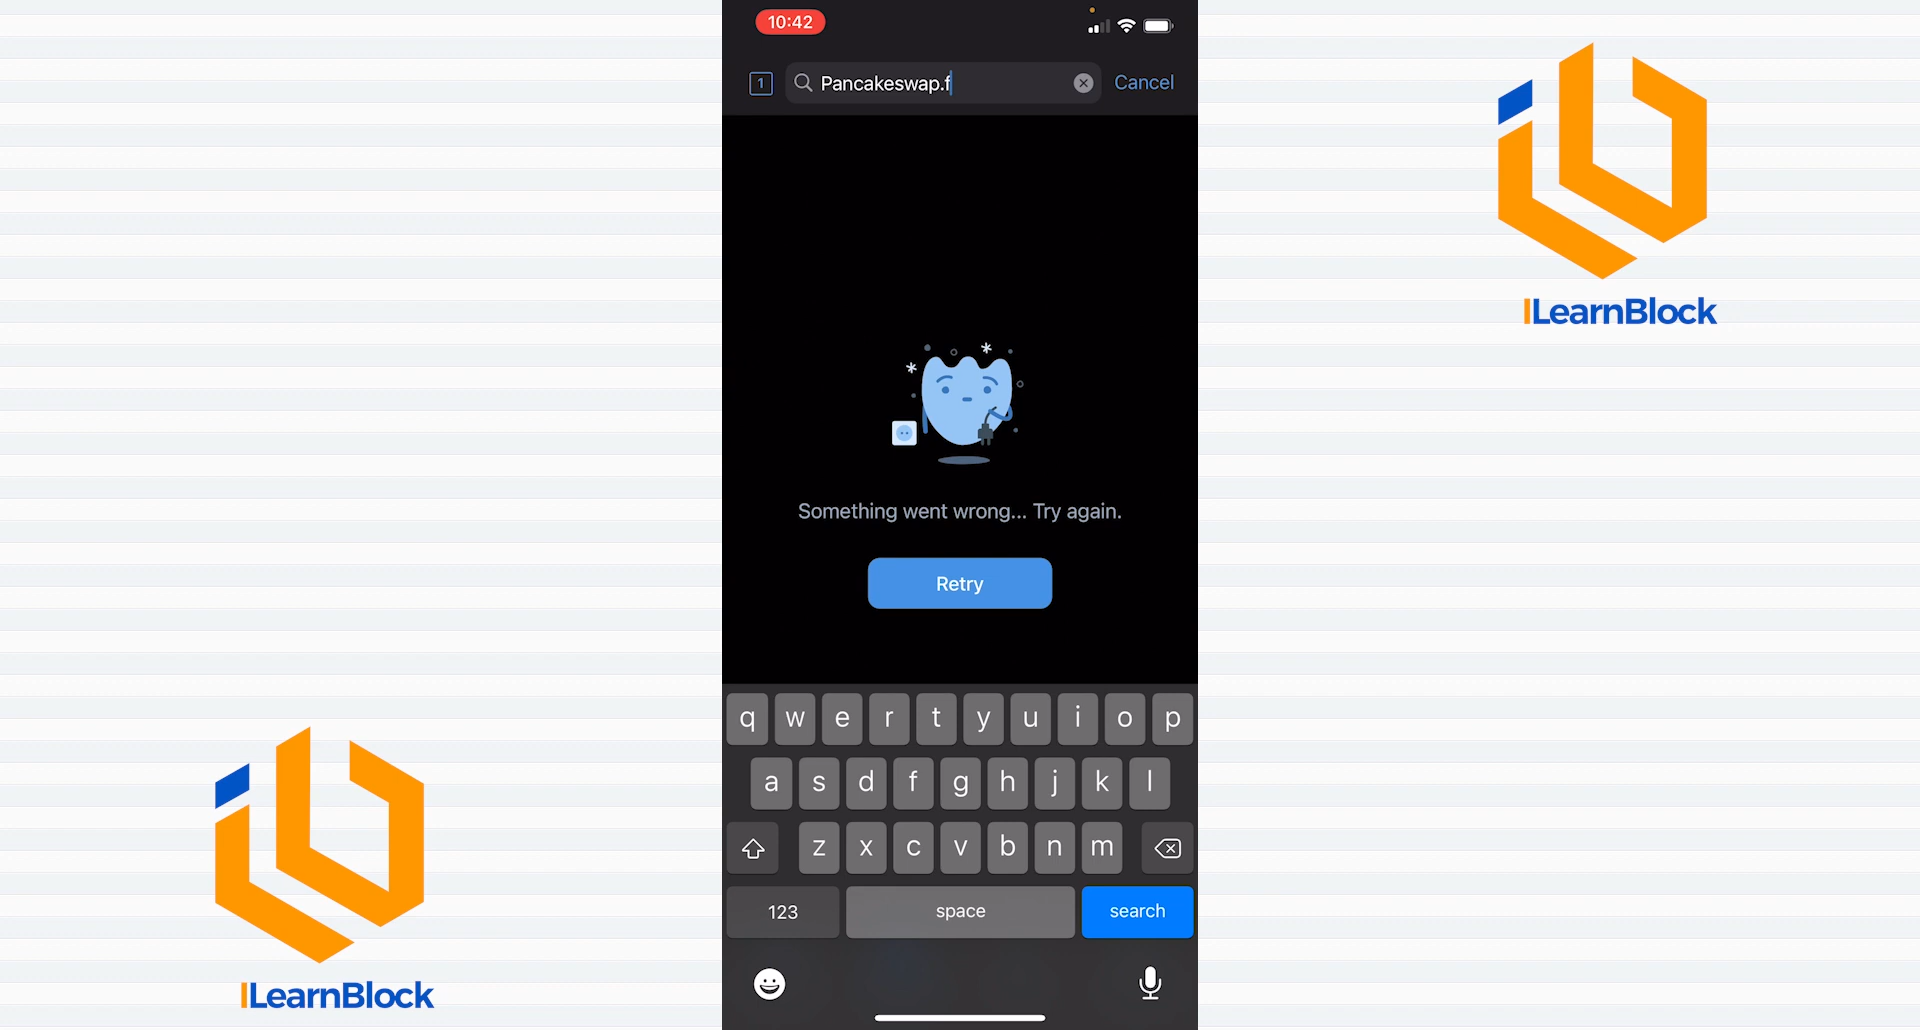 10:42
1 Pancakeswap.f Cancel
ILearnBlock
Something went wrong... Try again.
Retry
q w e r t y u i o p
a s d f g h j k l
z x c v b n m
123 space search
ILearnBlock